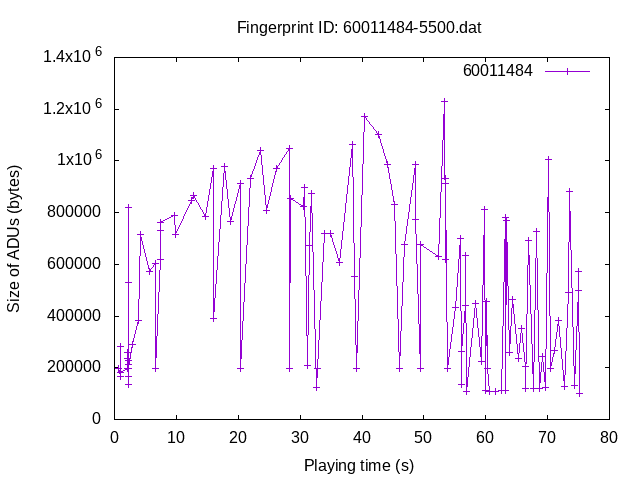 Fingerprint ID: 60011484-5500.dat
1.4x10 6
1.2x10 6
1x10 6
800000
600000
400000
200000
0
Size of ADUs (bytes)
60011484
0 10 20 30 40 50 60 70 80
Playing time (s)